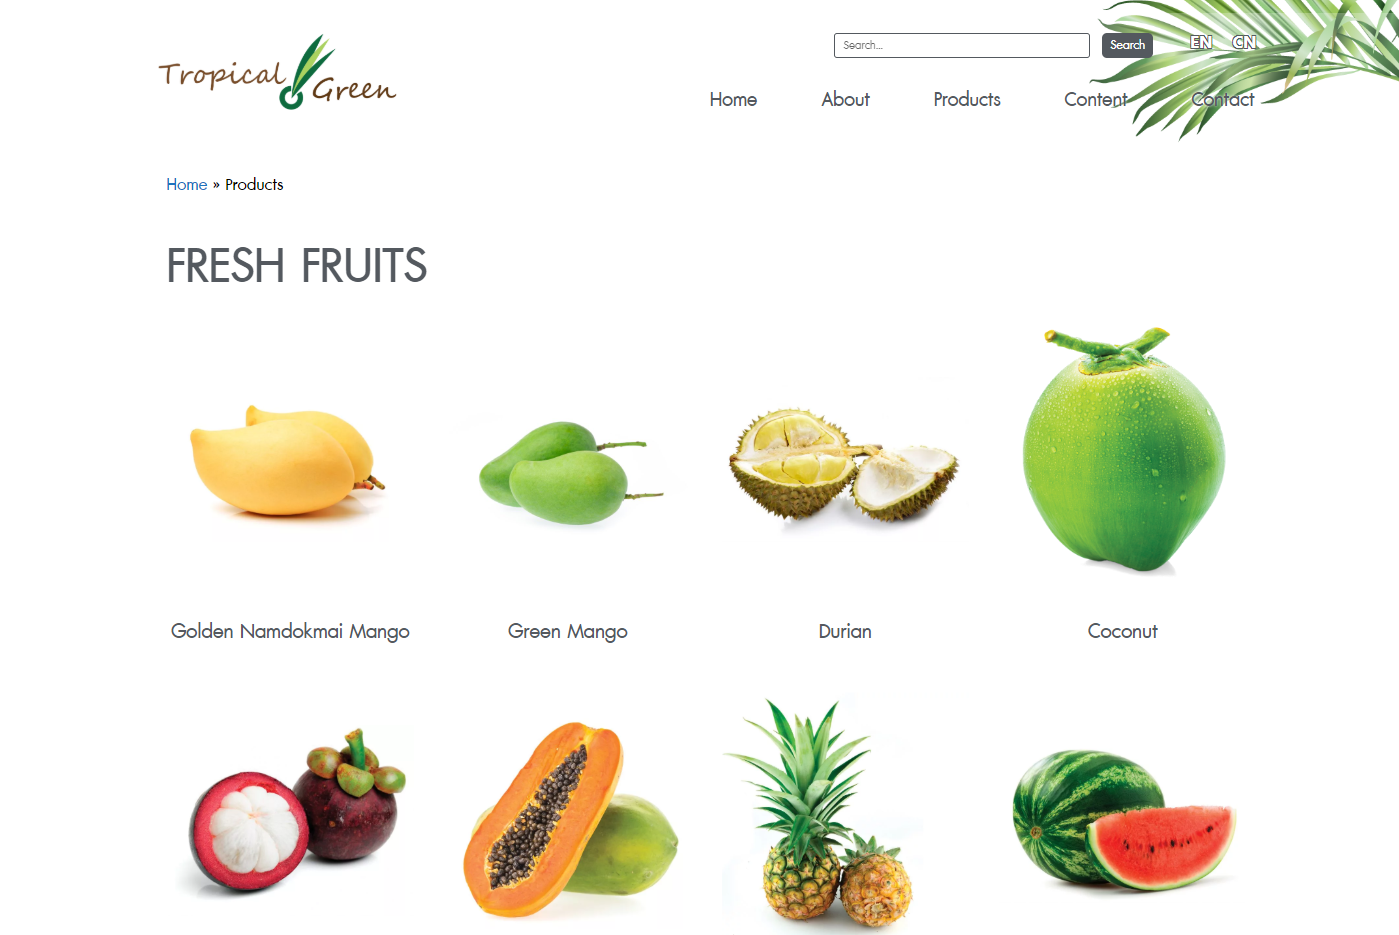 Tropical Green
Search...
Search
EN CN
Home About Products Content Contact
Home » Products
FRESH FRUITS
Golden Namdokmai Mango
Green Mango
Durian
Coconut